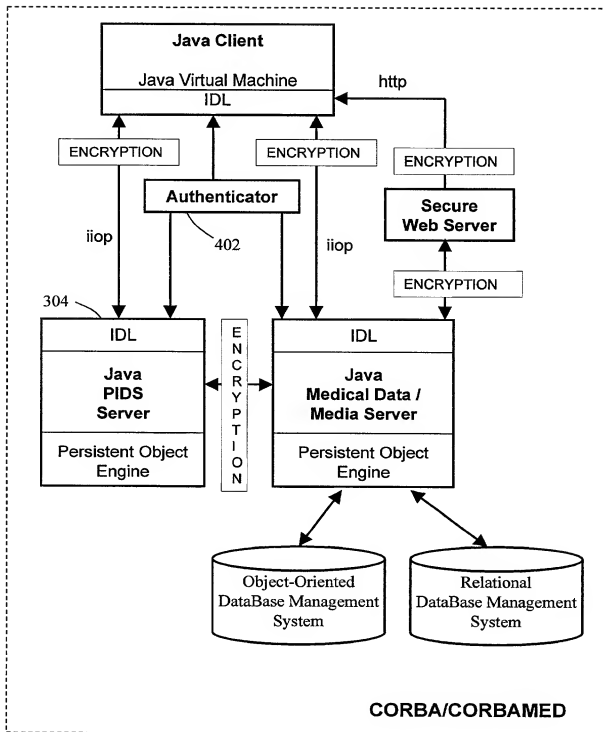 Java Client
Java Virtual Machine
IDL
http
ENCRYPTION
ENCRYPTION
ENCRYPTION
Authenticator
Secure
Web Server
iiop
402
iiop
ENCRYPTION
304
IDL
Java
PIDS
Server
Persistent Object
Engine
ENCRYPTION
IDL
Java
Medical Data /
Media Server
Persistent Object
Engine
Object-Oriented
DataBase Management
System
Relational
DataBase Management
System
CORBA/CORBAMED